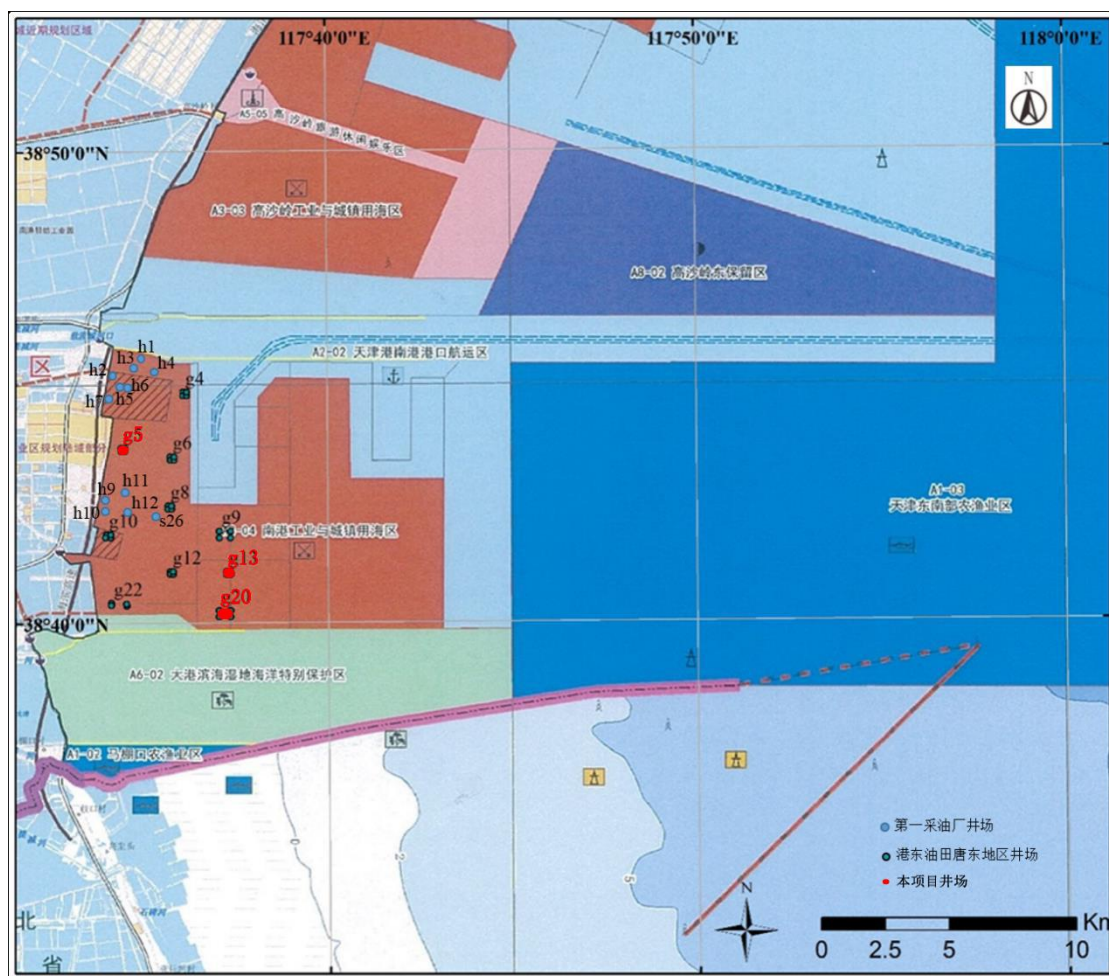 117°40'0"E
117°50'0"E
118°0'0"E
N
A5-05 高沙岭旅游休闲娱乐区
38°50'0"N
A3-03 高沙岭工业与城镇用海区
A8-02 高沙岭东保留区
A2-02 天津港南港港口航运区
h1
h3
h4
h2
h6
h5
h7
g4
g5
g6
h11
h9
h12
h10
g8
s26
g10
g9
-04 南港工业与城镇用海区
A1-03
天津东南部农渔业区
g12
g13
g22
g20
38°40'0"N
A6-02 大港滨海湿地海洋特别保护区
A1-02 马棚口农渔业区
第一采油厂井场
港东油田唐东地区井场
本项目井场
N
Km
0 2.5 5 10
北
省